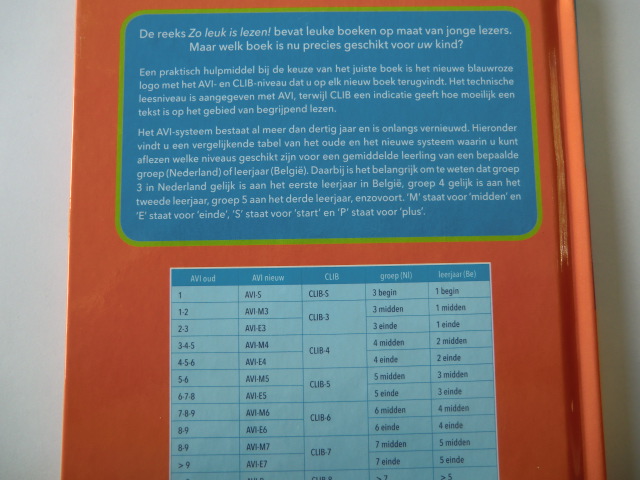 De reeks Zo leuk is lezen! bevat leuke boeken op maat van jonge lezers.
Maar welk boek is nu precies geschikt voor uw kind?
Een praktisch hulpmiddel bij de keuze van het juiste boek is het nieuwe blauwroze
logo met het AVI- en CLIB-niveau dat u op elk nieuw boek terugvindt. Het technische
leesniveau is aangegeven met AVI, terwijl CLIB een indicatie geeft hoe moeilijk een
tekst is op het gebied van begrijpend lezen.
Het AVI-systeem bestaat al meer dan dertig jaar en is onlangs vernieuwd. Hieronder
vindt u een vergelijkende tabel van het oude en het nieuwe systeem waarin u kunt
aflezen welke niveaus geschikt zijn voor een gemiddelde leerling van een bepaalde
groep (Nederland) of leerjaar (België). Daarbij is het belangrijk om te weten dat groep
3 in Nederland gelijk is aan het eerste leerjaar in België, groep 4 gelijk is aan het
tweede leerjaar, groep 5 aan het derde leerjaar, enzovoort. 'M' staat voor 'midden' en
'E' staat voor 'einde', 'S' staat voor 'start' en 'P' staat voor 'plus'.
AVI oud AVI nieuw CLIB groep (Nl) leerjaar (Be)
1 AVI-S CLIB-S 3 begin 1 begin
1-2 AVI-M3 CLIB-3 3 midden 1 midden
2-3 AVI-E3 3 einde 1 einde
3-4-5 AVI-M4 CLIB-4 4 midden 2 midden
4-5-6 AVI-E4 4 einde 2 einde
5-6 AVI-M5 CLIB-5 5 midden 3 midden
6-7-8 AVI-E5 5 einde 3 einde
7-8-9 AVI-M6 CLIB-6 6 midden 4 midden
8-9 AVI-E6 6 einde 4 einde
8-9 AVI-M7 CLIB-7 7 midden 5 midden
> 9 AVI-E7 7 einde 5 einde